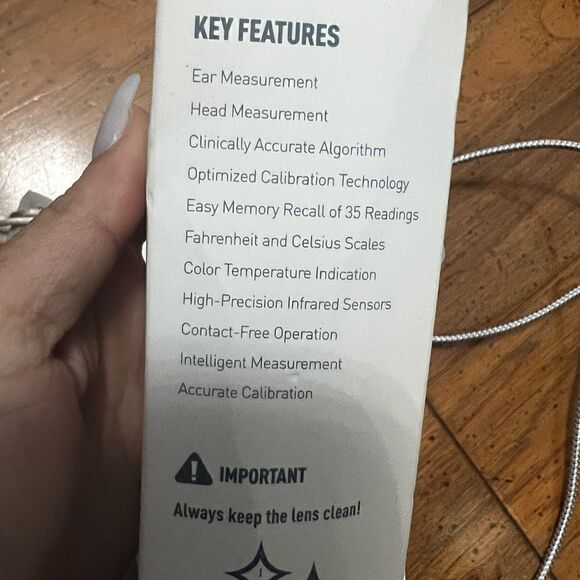 KEY FEATURES
Ear Measurement
Head Measurement
Clinically Accurate Algorithm
Optimized Calibration Technology
Easy Memory Recall of 35 Readings
Fahrenheit and Celsius Scales
Color Temperature Indication
High-Precision Infrared Sensors
Contact-Free Operation
Intelligent Measurement
Accurate Calibration
IMPORTANT
Always keep the lens clean!